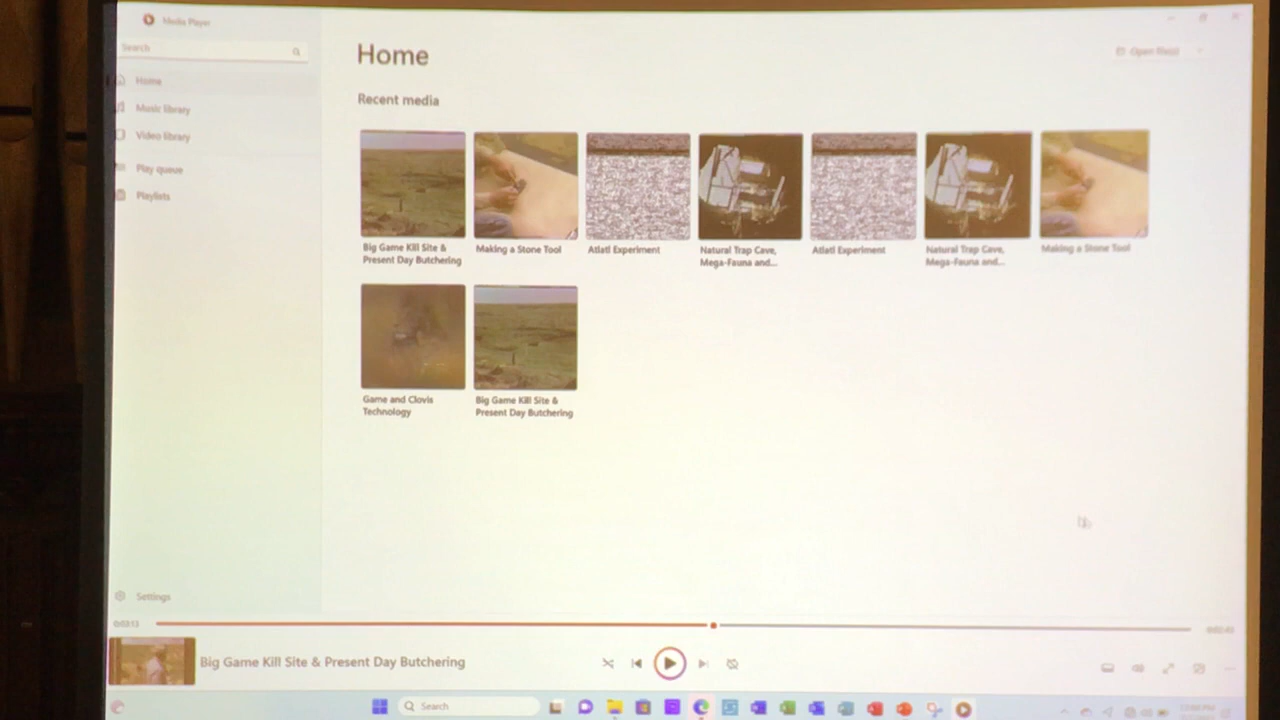 Media Player
Search
Home
Music library
Video library
Play queue
Playlists
Settings
Home
Open file(s)
Recent media
Big Game Kill Site &
Present Day Butchering
Making a Stone Tool
Atlatl Experiment
Natural Trap Cave,
Mega-Fauna and...
Atlatl Experiment
Natural Trap Cave,
Mega-Fauna and...
Making a Stone Tool
Game and Clovis
Technology
Big Game Kill Site &
Present Day Butchering
Big Game Kill Site & Present Day Butchering
Search